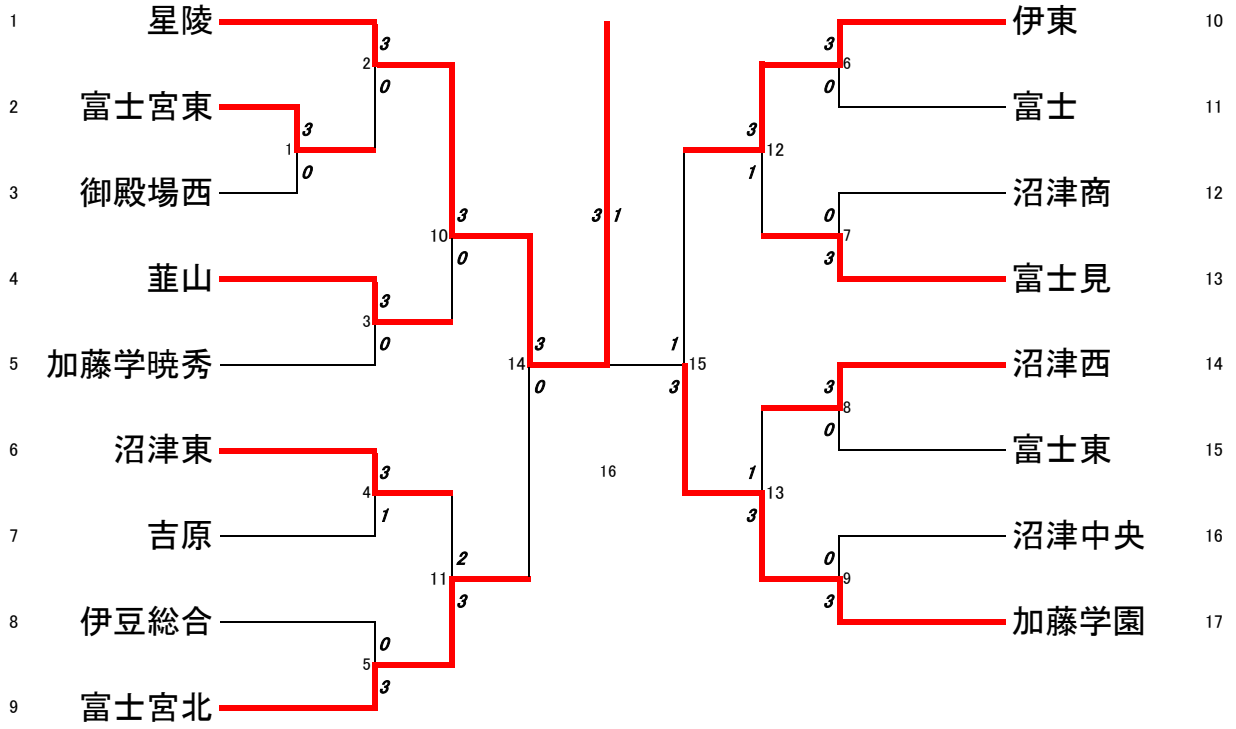 1 星陵
2 富士宮東
3 御殿場西
4 韮山
5 加藤学暁秀
6 沼津東
7 吉原
8 伊豆総合
9 富士宮北
3
2
0
3
1
0
3
10
0
3
3
0
3
4
1
2
11
3
0
5
3
3
14
0
3 1
16
1
15
3
3
12
1
1
13
3
3
6
0
0
7
3
3
8
0
0
9
3
伊東 10
富士 11
沼津商 12
富士見 13
沼津西 14
富士東 15
沼津中央 16
加藤学園 17